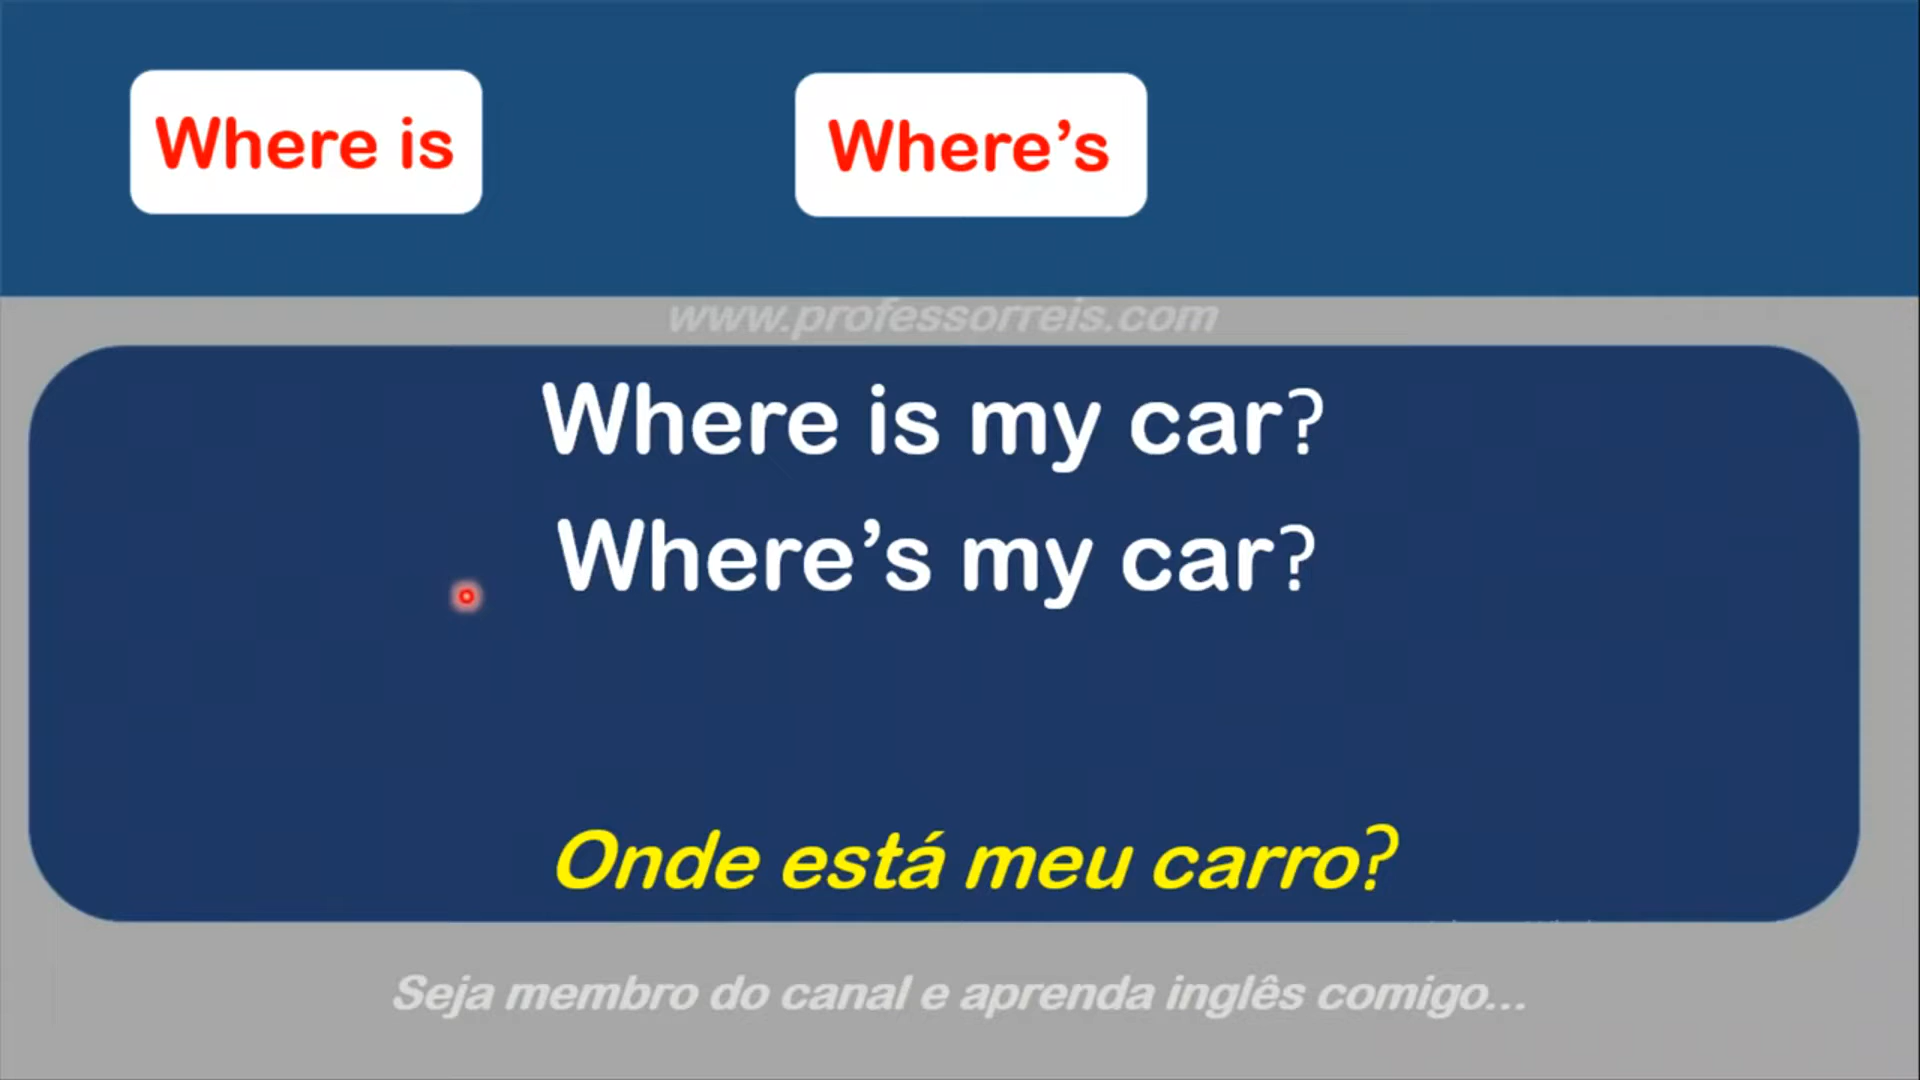 Where is
Where’s
www.professorreis.com
Where is my car?
Where’s my car?
Onde está meu carro?
Seja membro do canal e aprenda inglês comigo...